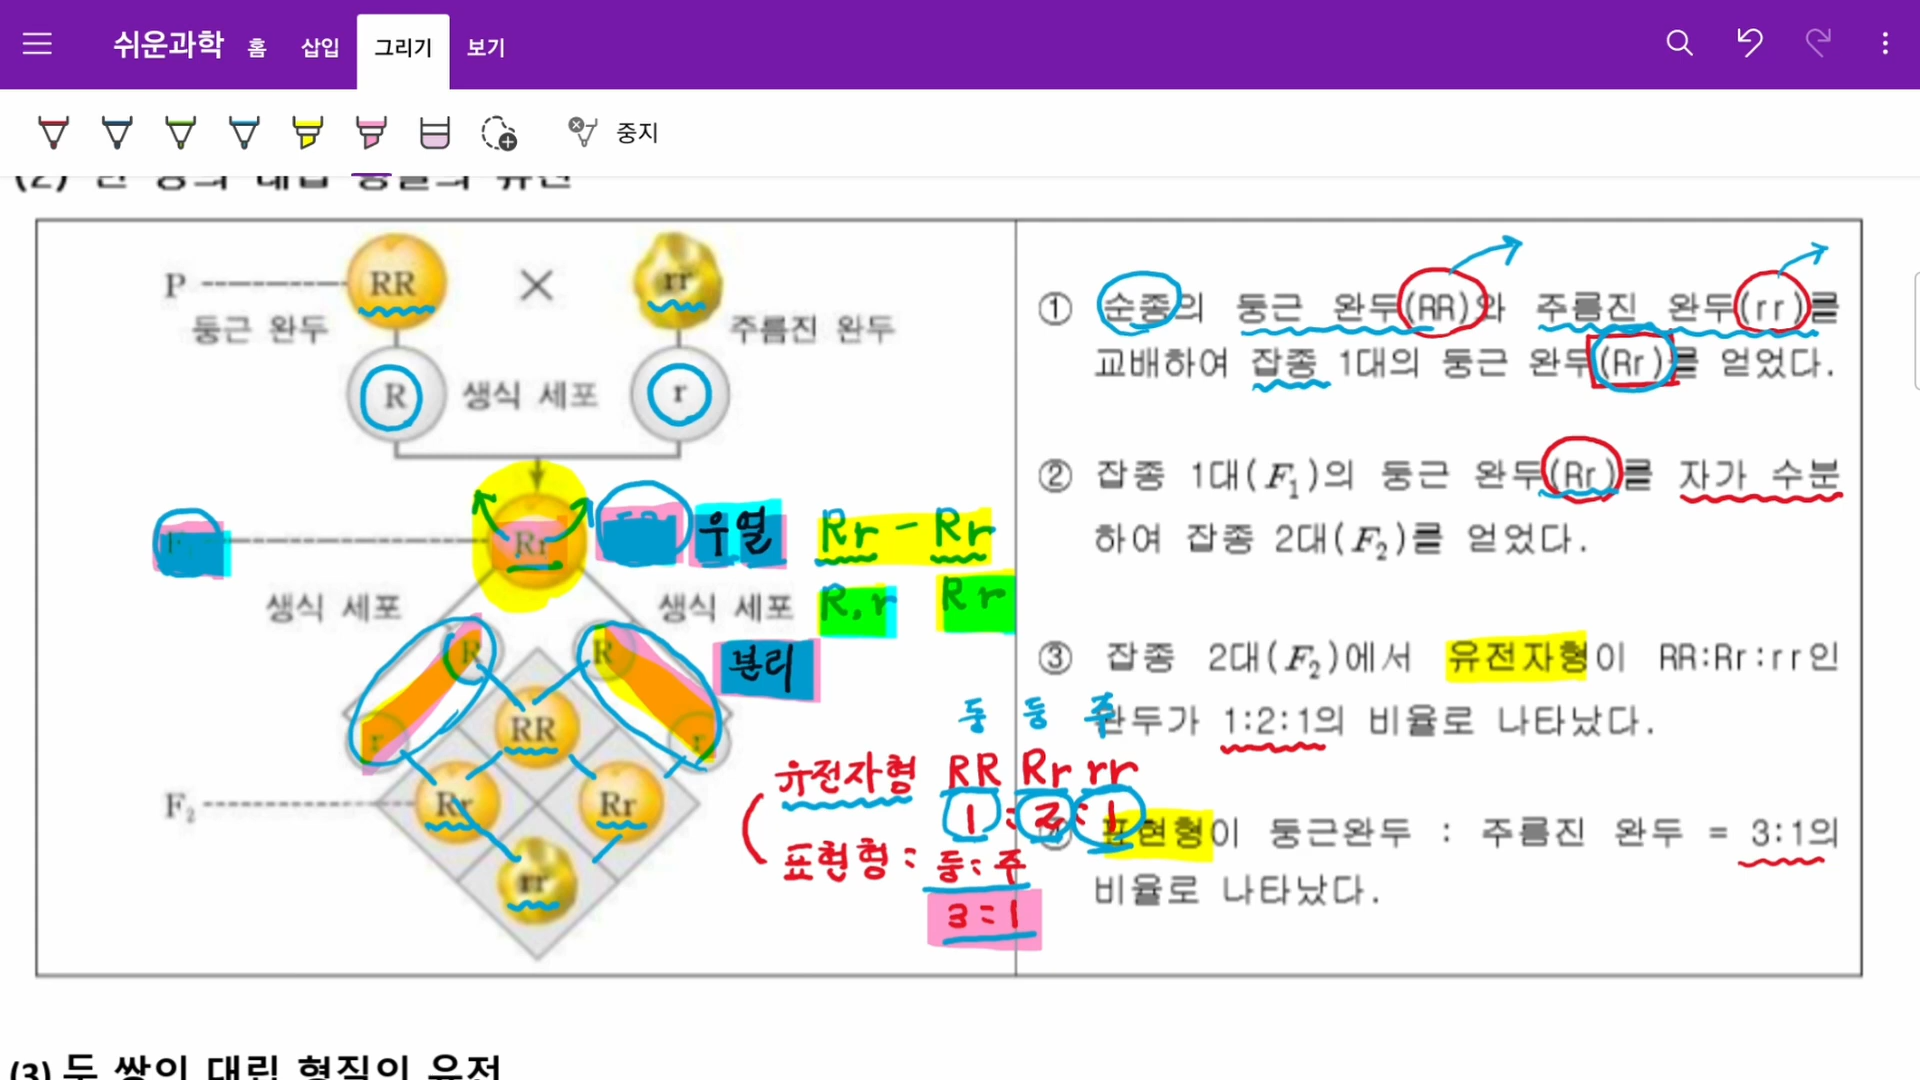 쉬운과학 홈 삽입 그리기 보기
중지
P RR × rr
둥근 완두 주름진 완두
R 생식 세포 r
Rr 우열 Rr - Rr
생식 세포 생식 세포 R,r Rr
R R 분리
RR
F₂ Rr Rr
rr
둥 둥 주
유전자형 RR Rr rr
1 : 2 : 1
표현형 : 둥 : 주
3 : 1
① 순종의 둥근 완두(RR)와 주름진 완두(rr)를
교배하여 잡종 1대의 둥근 완두(Rr)를 얻었다.
② 잡종 1대(F₁)의 둥근 완두(Rr)를 자가 수분
하여 잡종 2대(F₂)를 얻었다.
③ 잡종 2대(F₂)에서 유전자형이 RR:Rr:rr인
완두가 1:2:1의 비율로 나타났다.
④ 표현형이 둥근완두 : 주름진 완두 = 3:1의
비율로 나타났다.
(3) 두 쌍의 대립 형질의 유전